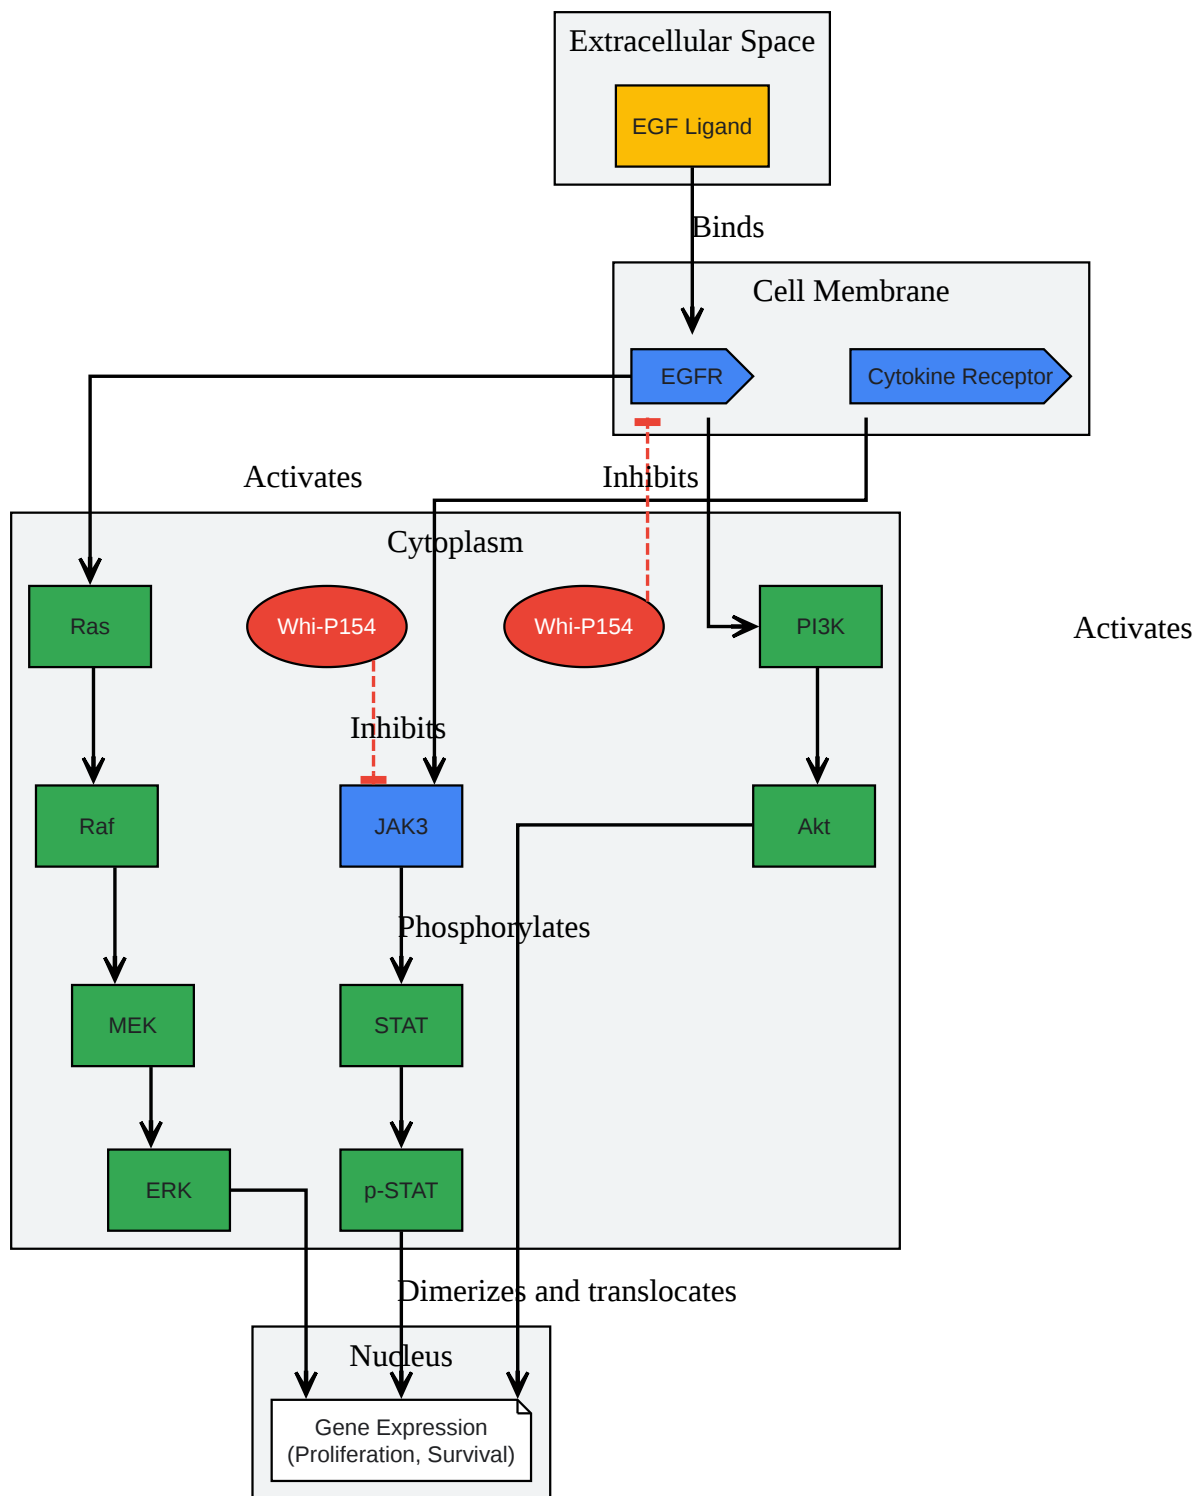 Extracellular Space
EGF Ligand
Binds
Cell Membrane
EGFR
Cytokine Receptor
Activates
Inhibits
Cytoplasm
Ras
Whi-P154
Whi-P154
PI3K
Activates
Inhibits
Raf
JAK3
Akt
Phosphorylates
MEK
STAT
ERK
p-STAT
Dimerizes and translocates
Nucleus
Gene Expression
(Proliferation, Survival)